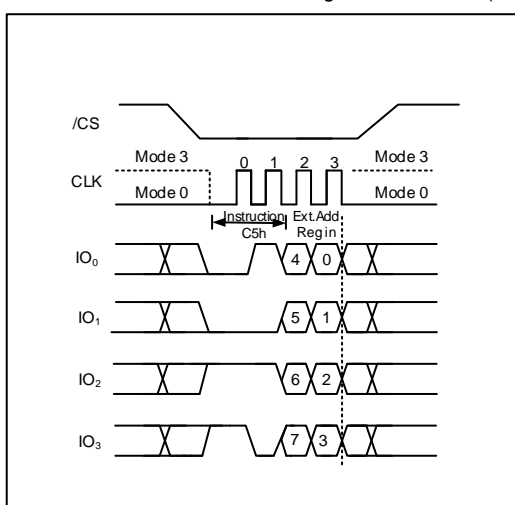 /CS
Mode 3 0 1 2 3 Mode 3
CLK
Mode 0 Mode 0
Instruction Ext.Add
C5h Reg in
IO0 4 0
IO1 5 1
IO2 6 2
IO3 7 3